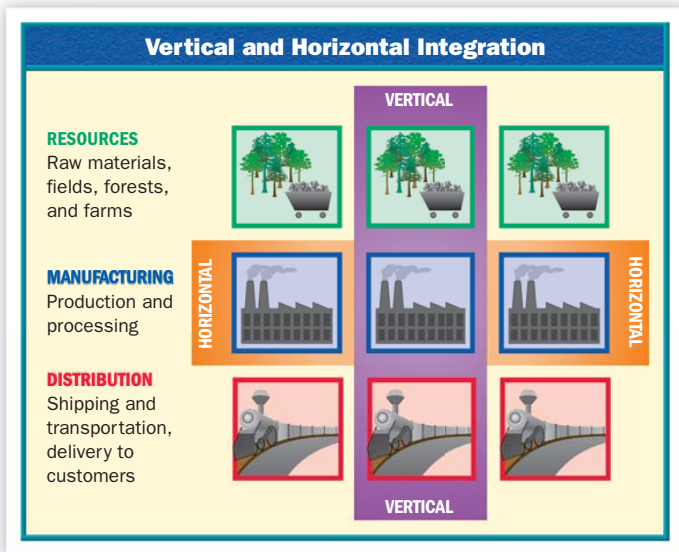 Vertical and Horizontal Integration
VERTICAL
RESOURCES
Raw materials,
fields, forests,
and farms
HORIZONTAL
MANUFACTURING
Production and
processing
HORIZONTAL
DISTRIBUTION
Shipping and
transportation,
delivery to
customers
VERTICAL